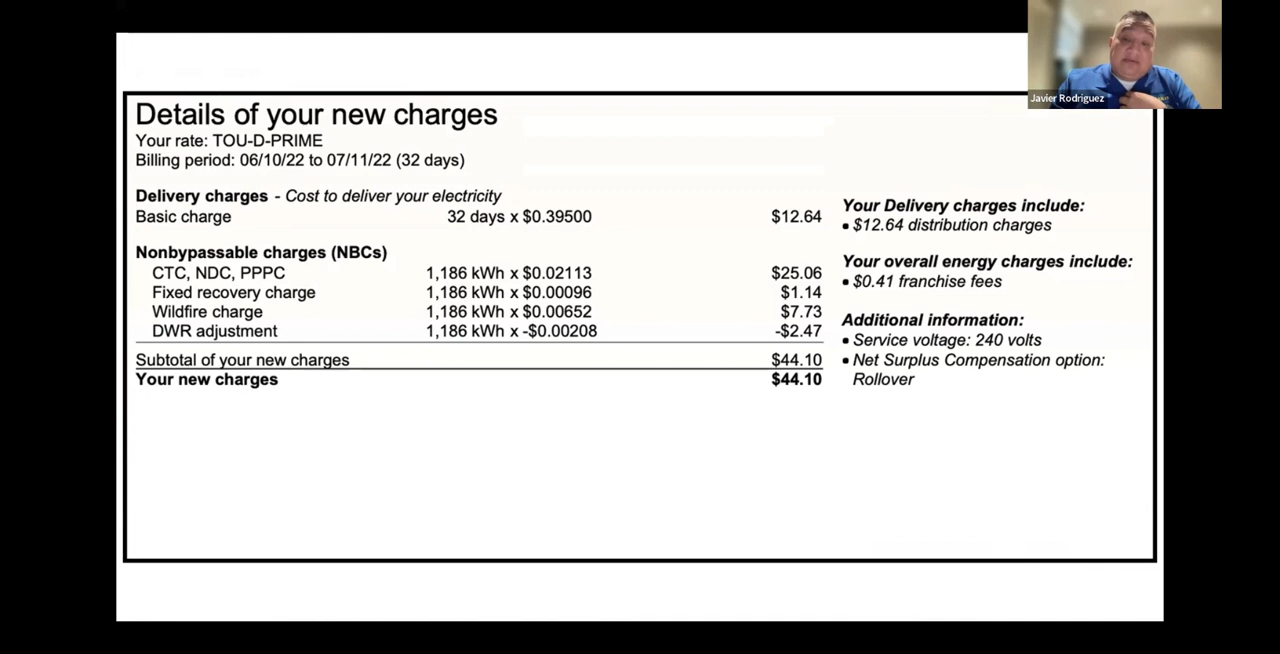 Javier Rodriguez
Details of your new charges
Your rate: TOU-D-PRIME
Billing period: 06/10/22 to 07/11/22 (32 days)
Delivery charges - Cost to deliver your electricity
Basic charge 32 days x $0.39500 $12.64
Nonbypassable charges (NBCs)
CTC, NDC, PPPC 1,186 kWh x $0.02113 $25.06
Fixed recovery charge 1,186 kWh x $0.00096 $1.14
Wildfire charge 1,186 kWh x $0.00652 $7.73
DWR adjustment 1,186 kWh x -$0.00208 -$2.47
Subtotal of your new charges $44.10
Your new charges $44.10
Your Delivery charges include:
▪ $12.64 distribution charges
Your overall energy charges include:
▪ $0.41 franchise fees
Additional information:
▪ Service voltage: 240 volts
▪ Net Surplus Compensation option:
Rollover